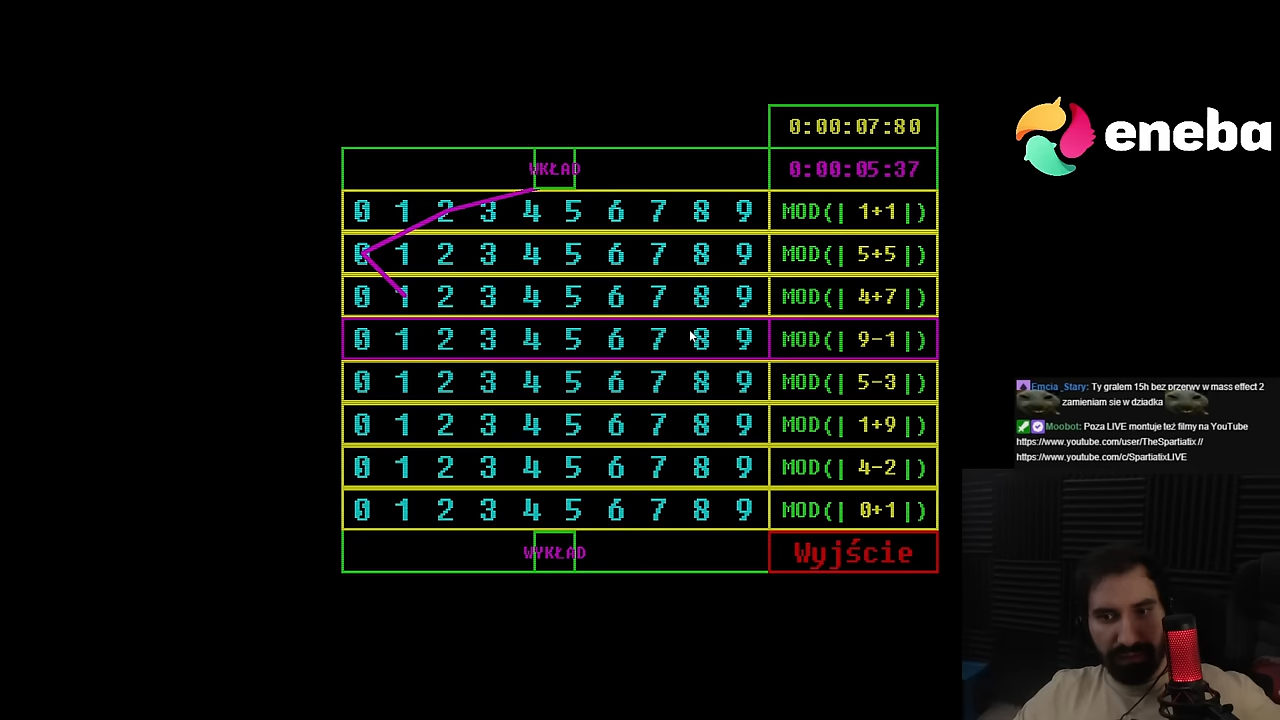 0:00:07:80
WKŁAD 0:00:05:37
0 1 2 3 4 5 6 7 8 9 MOD(| 1+1 |)
0 1 2 3 4 5 6 7 8 9 MOD(| 5+5 |)
0 1 2 3 4 5 6 7 8 9 MOD(| 4+7 |)
0 1 2 3 4 5 6 7 8 9 MOD(| 9-1 |)
0 1 2 3 4 5 6 7 8 9 MOD(| 5-3 |)
0 1 2 3 4 5 6 7 8 9 MOD(| 1+9 |)
0 1 2 3 4 5 6 7 8 9 MOD(| 4-2 |)
0 1 2 3 4 5 6 7 8 9 MOD(| 0+1 |)
WYKŁAD Wyjście
eneba
Emcia_Stary: Ty grałem 15h bez przerwy w mass effect 2
zamieniam sie w dziadka
Moobot: Poza LIVE montuje też filmy na YouTube
https://www.youtube.com/user/TheSpartiatix //
https://www.youtube.com/c/SpartiatixLIVE